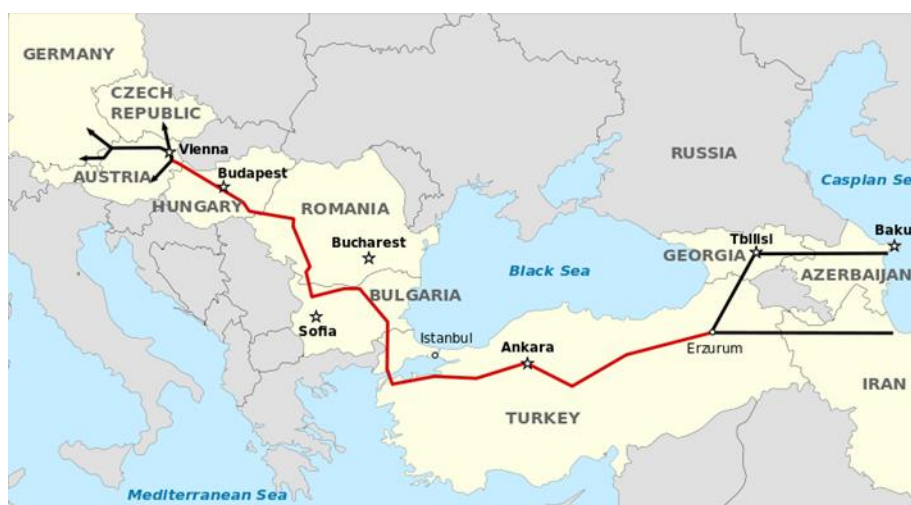 GERMANY
CZECH
REPUBLIC
Vienna
AUSTRIA
Budapest
HUNGARY
ROMANIA
Bucharest
BULGARIA
Sofia
Istanbul
Black Sea
RUSSIA
Caspian Se
Tbilisi
Baku
GEORGIA
AZERBAIJAN
Ankara
Erzurum
IRAN
TURKEY
Mediterranean Sea